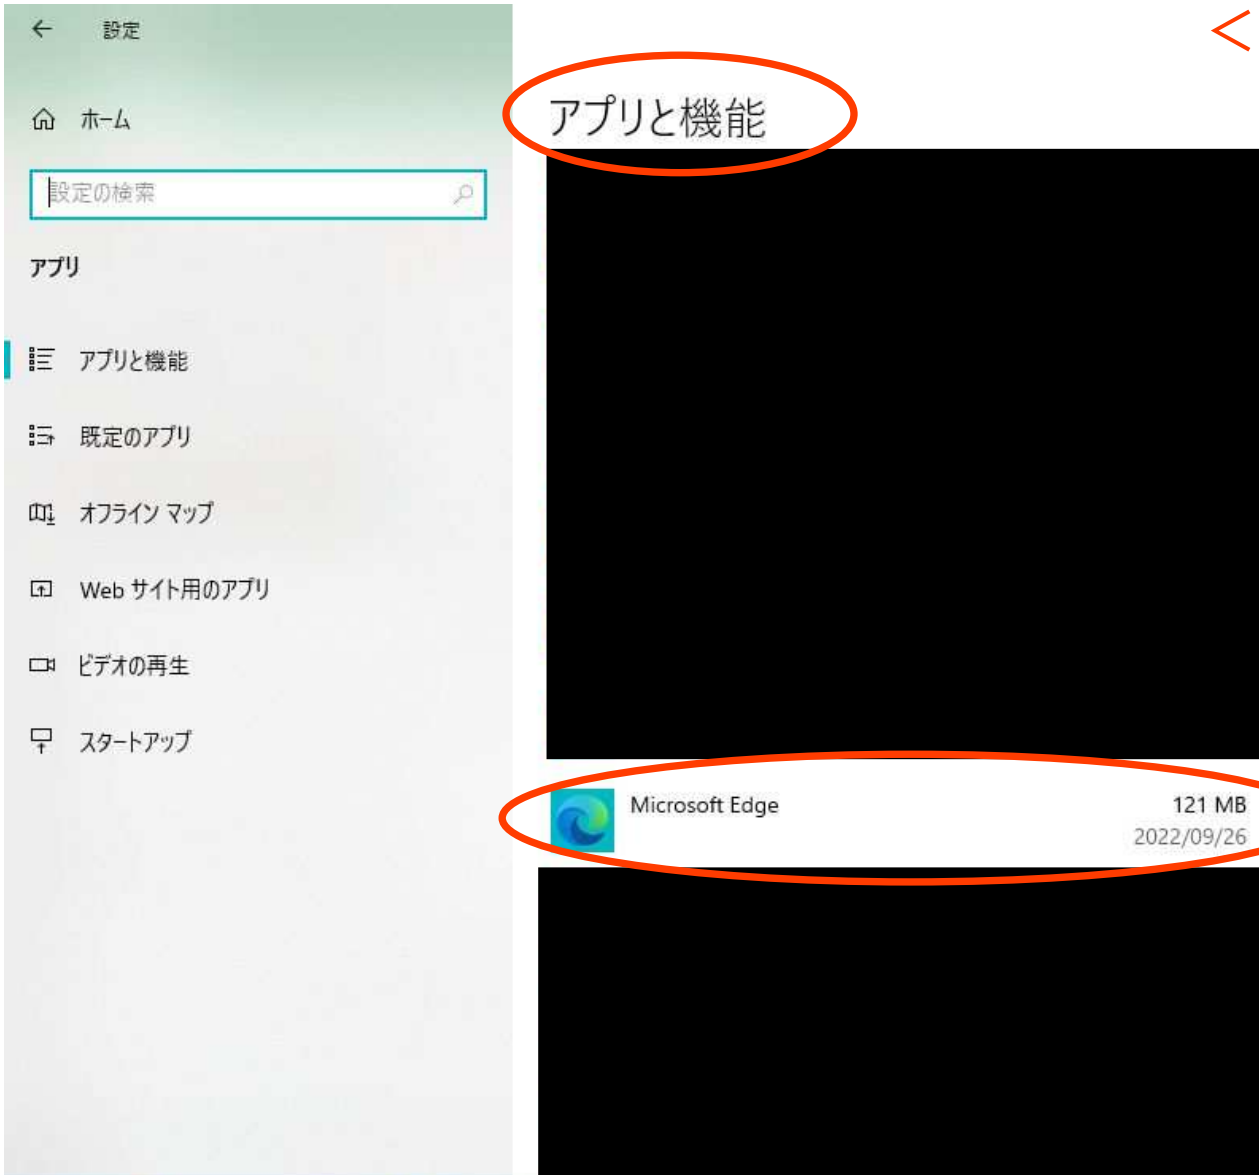 設定
ホーム
設定の検索
アプリ
アプリと機能
既定のアプリ
オフライン マップ
Web サイト用のアプリ
ビデオの再生
スタートアップ
アプリと機能
Microsoft Edge
121 MB
2022/09/26